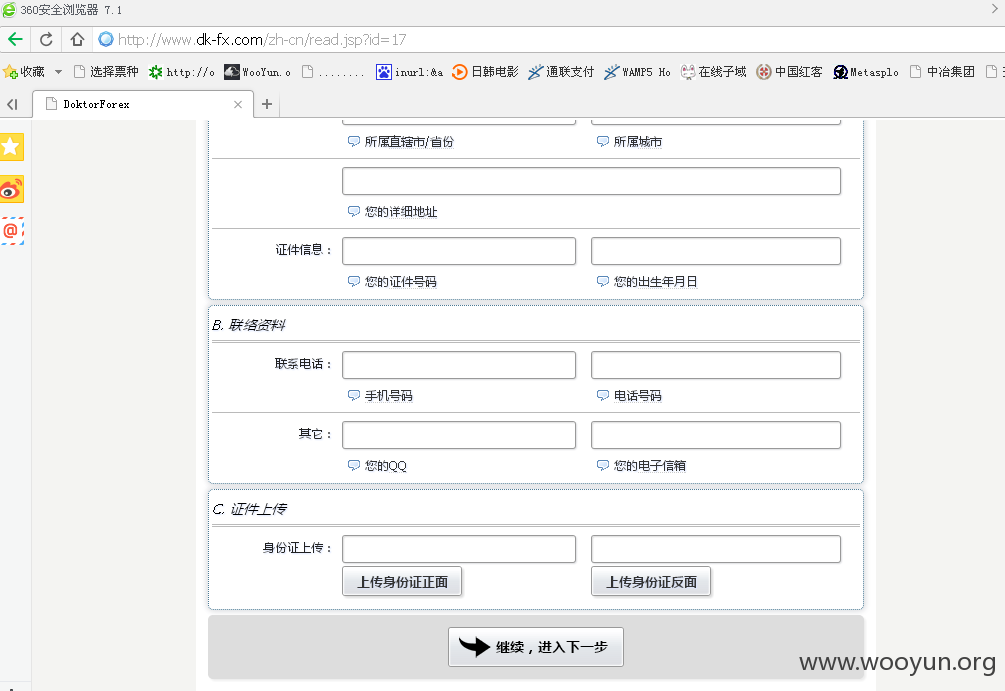 360安全浏览器 7.1
http://www.dk-fx.com/zh-cn/read.jsp?id=17
收藏 选择票种 http://o WooYun.o ........ inurl:&a 日韩电影 通联支付 WAMP5 Ho 在线子域 中国红客 Metasplo 中冶集团
DoktorForex
所属直辖市/省份 所属城市
您的详细地址
证件信息：
您的证件号码 您的出生年月日
B. 联络资料
联系电话：
手机号码 电话号码
其它：
您的QQ 您的电子信箱
C. 证件上传
身份证上传：
上传身份证正面 上传身份证反面
继续，进入下一步
www.wooyun.org